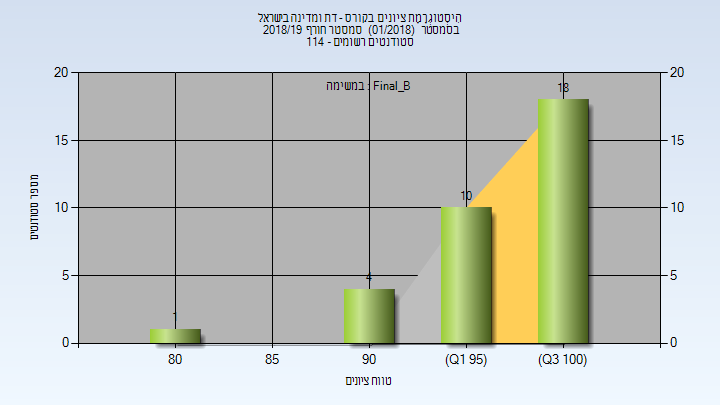 היסטוגרמת ציונים בקורס - דת ומדינה בישראל
בסמסטר (01/2018) סמסטר חורף 2018/19
סטודנטים רשומים - 114
במשימה : Final_B
מספר סטודנטים
20
15
10
5
0
20
15
10
5
0
1
4
10
18
80
85
90
(Q1 95)
(Q3 100)
טווח ציונים